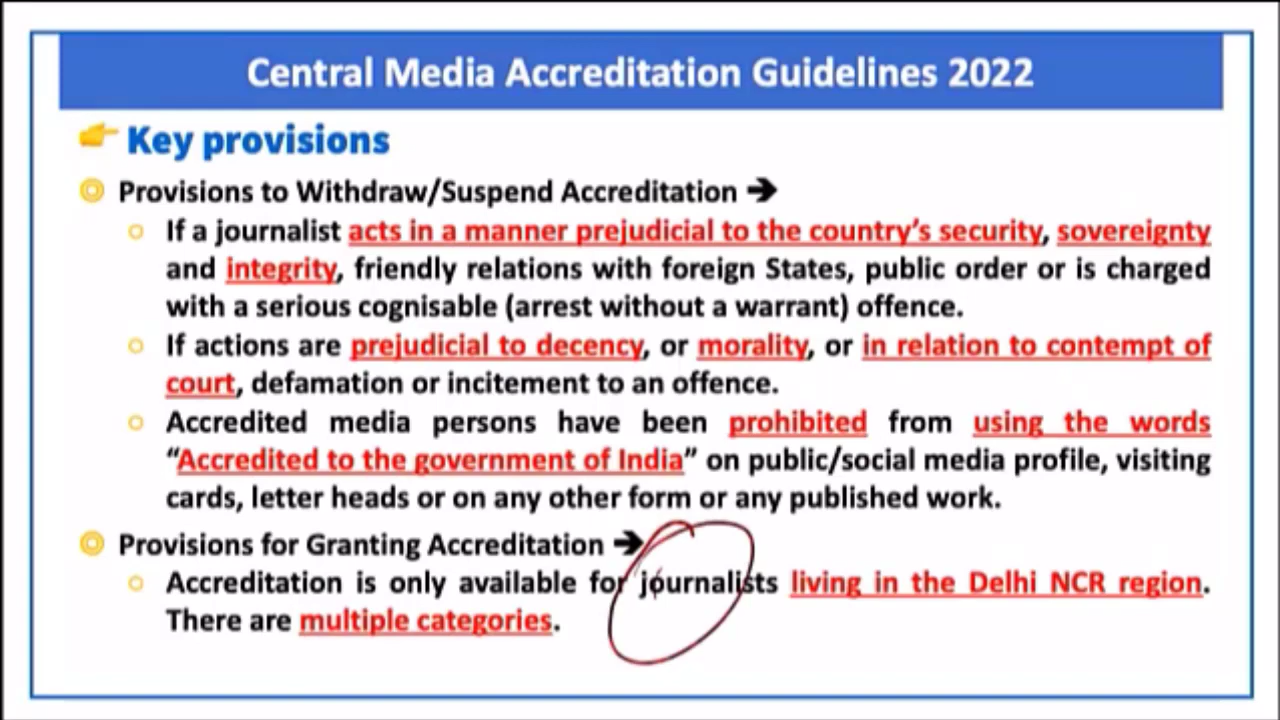 Central Media Accreditation Guidelines 2022
Key provisions
Provisions to Withdraw/Suspend Accreditation ➔
If a journalist acts in a manner prejudicial to the country's security, sovereignty
and integrity, friendly relations with foreign States, public order or is charged
with a serious cognisable (arrest without a warrant) offence.
If actions are prejudicial to decency, or morality, or in relation to contempt of
court, defamation or incitement to an offence.
Accredited media persons have been prohibited from using the words
“Accredited to the government of India” on public/social media profile, visiting
cards, letter heads or on any other form or any published work.
Provisions for Granting Accreditation ➔
Accreditation is only available for journalists living in the Delhi NCR region.
There are multiple categories.